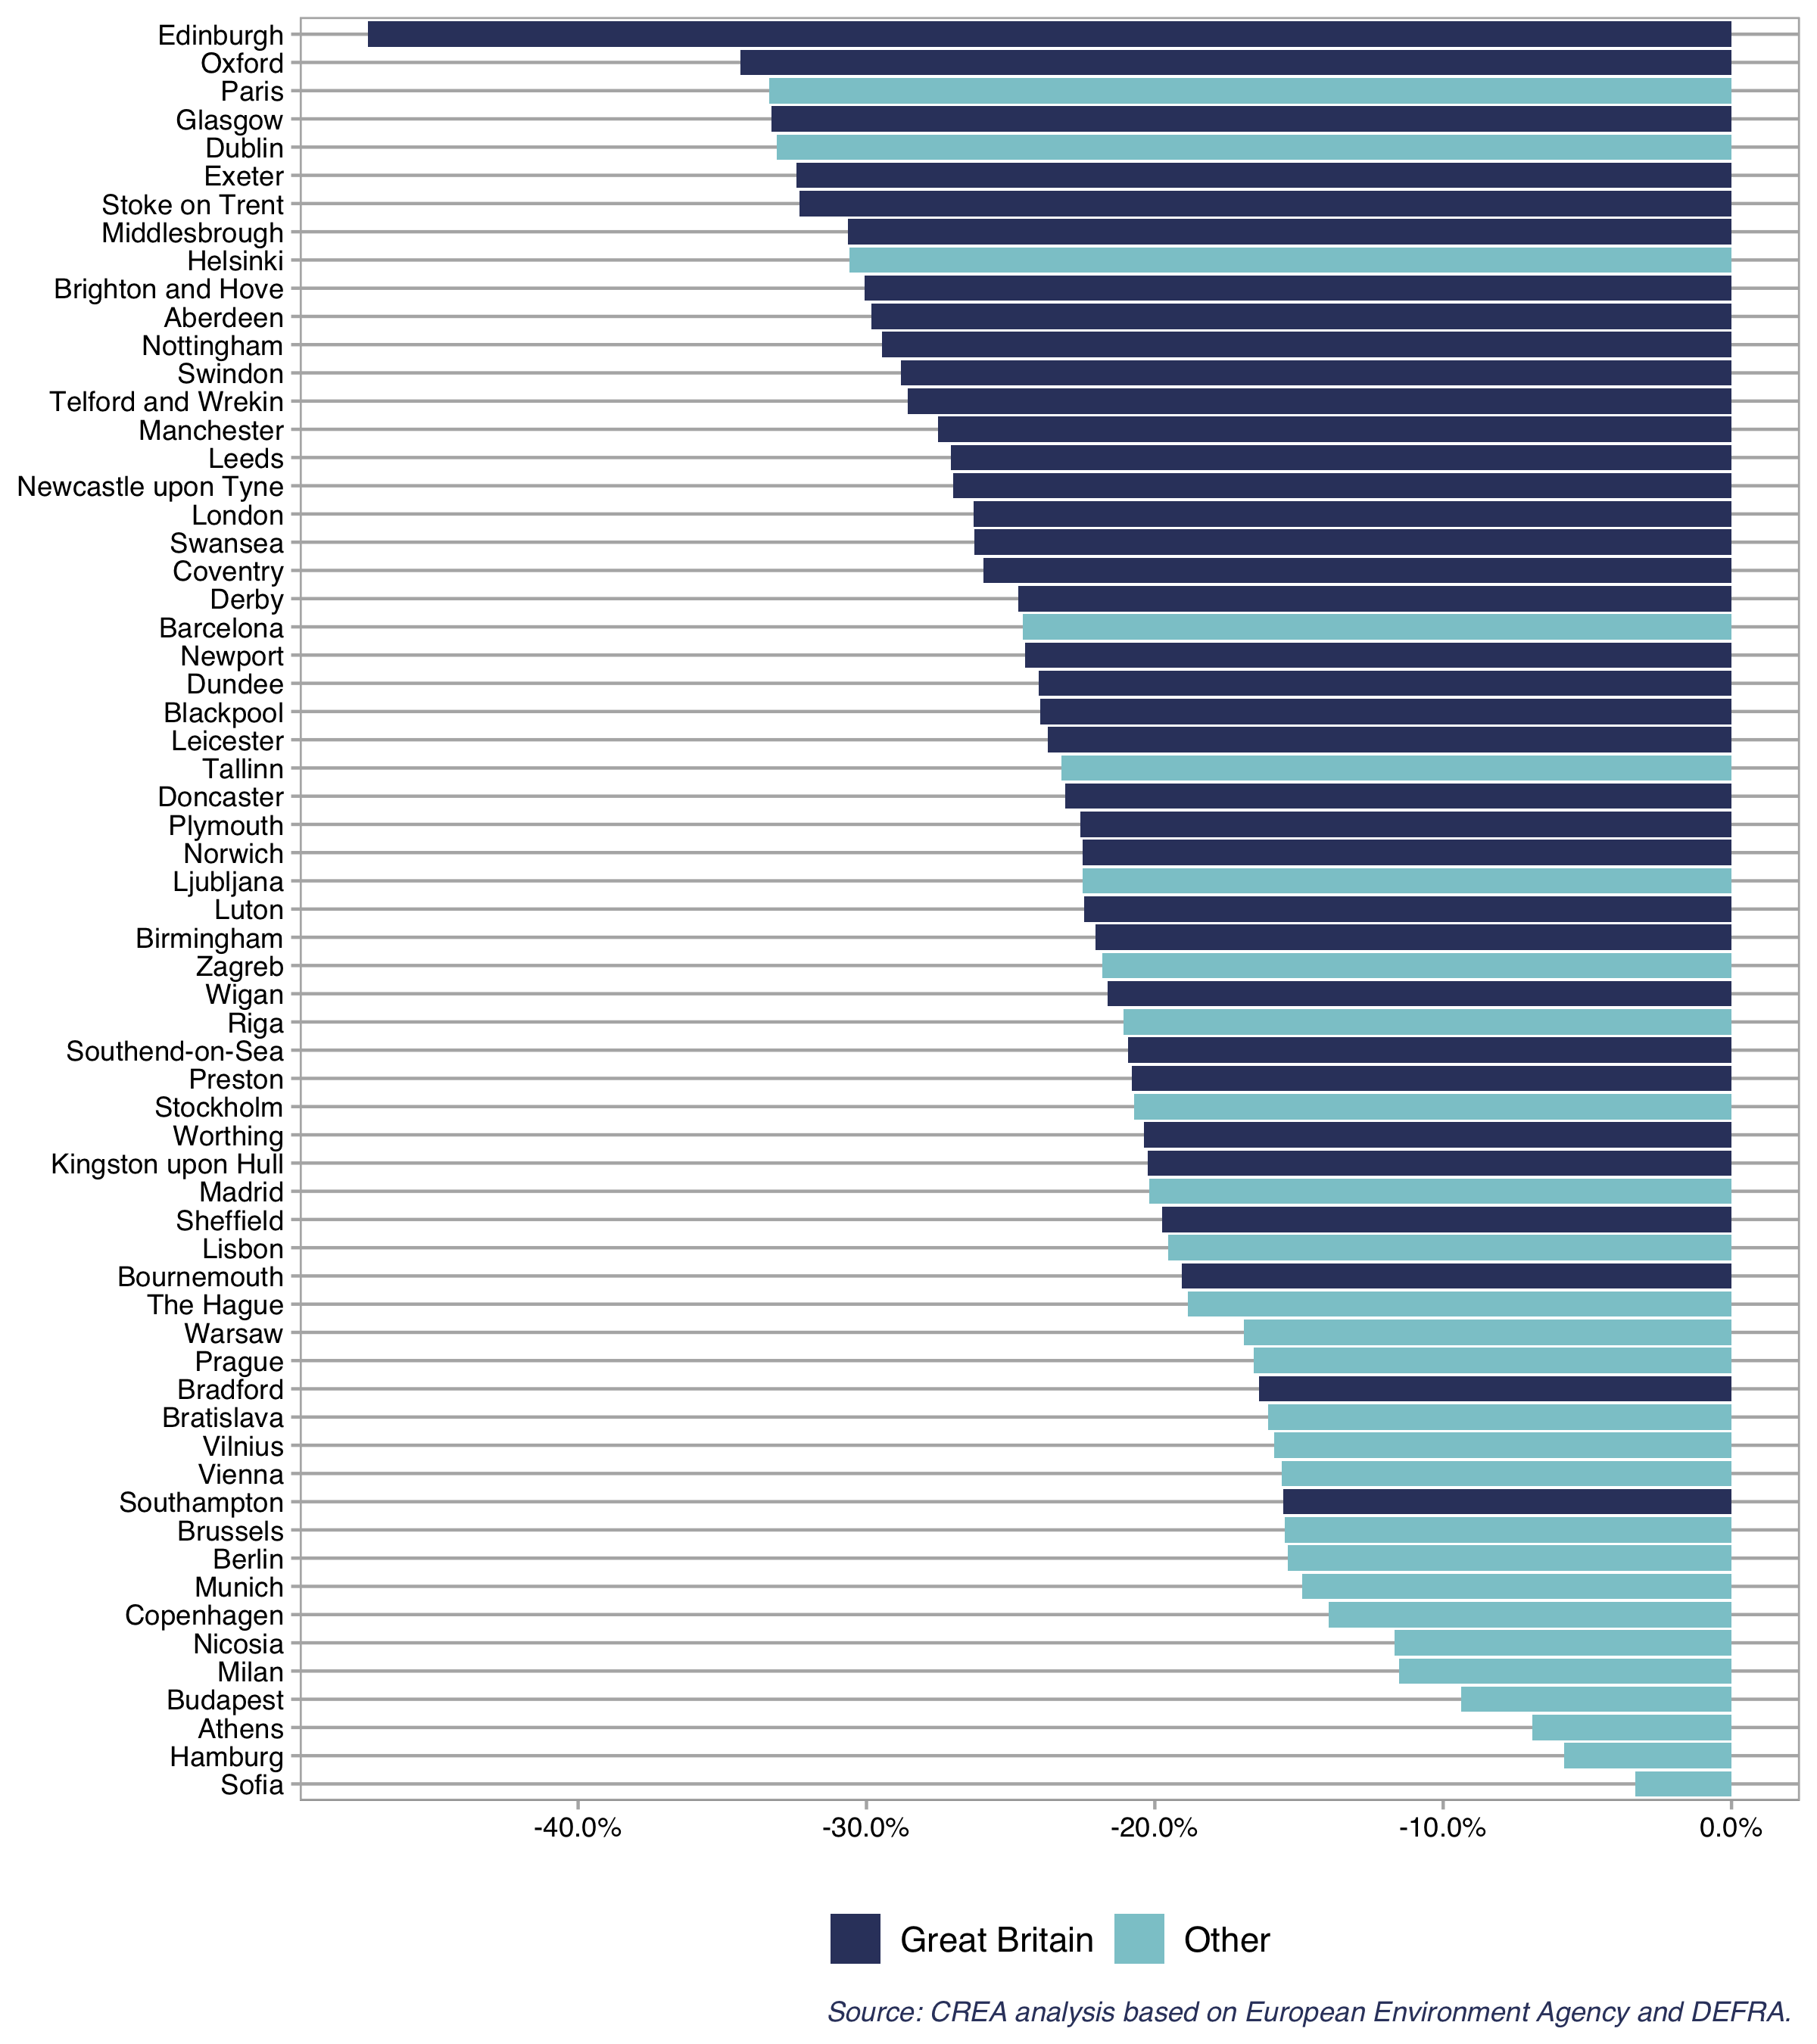 Edinburgh
Oxford
Paris
Glasgow
Dublin
Exeter
Stoke on Trent
Middlesbrough
Helsinki
Brighton and Hove
Aberdeen
Nottingham
Swindon
Telford and Wrekin
Manchester
Leeds
Newcastle upon Tyne
London
Swansea
Coventry
Derby
Barcelona
Newport
Dundee
Blackpool
Leicester
Tallinn
Doncaster
Plymouth
Norwich
Ljubljana
Luton
Birmingham
Zagreb
Wigan
Riga
Southend-on-Sea
Preston
Stockholm
Worthing
Kingston upon Hull
Madrid
Sheffield
Lisbon
Bournemouth
The Hague
Warsaw
Prague
Bradford
Bratislava
Vilnius
Vienna
Southampton
Brussels
Berlin
Munich
Copenhagen
Nicosia
Milan
Budapest
Athens
Hamburg
Sofia
-40.0% -30.0% -20.0% -10.0% 0.0%
Great Britain Other
Source: CREA analysis based on European Environment Agency and DEFRA.